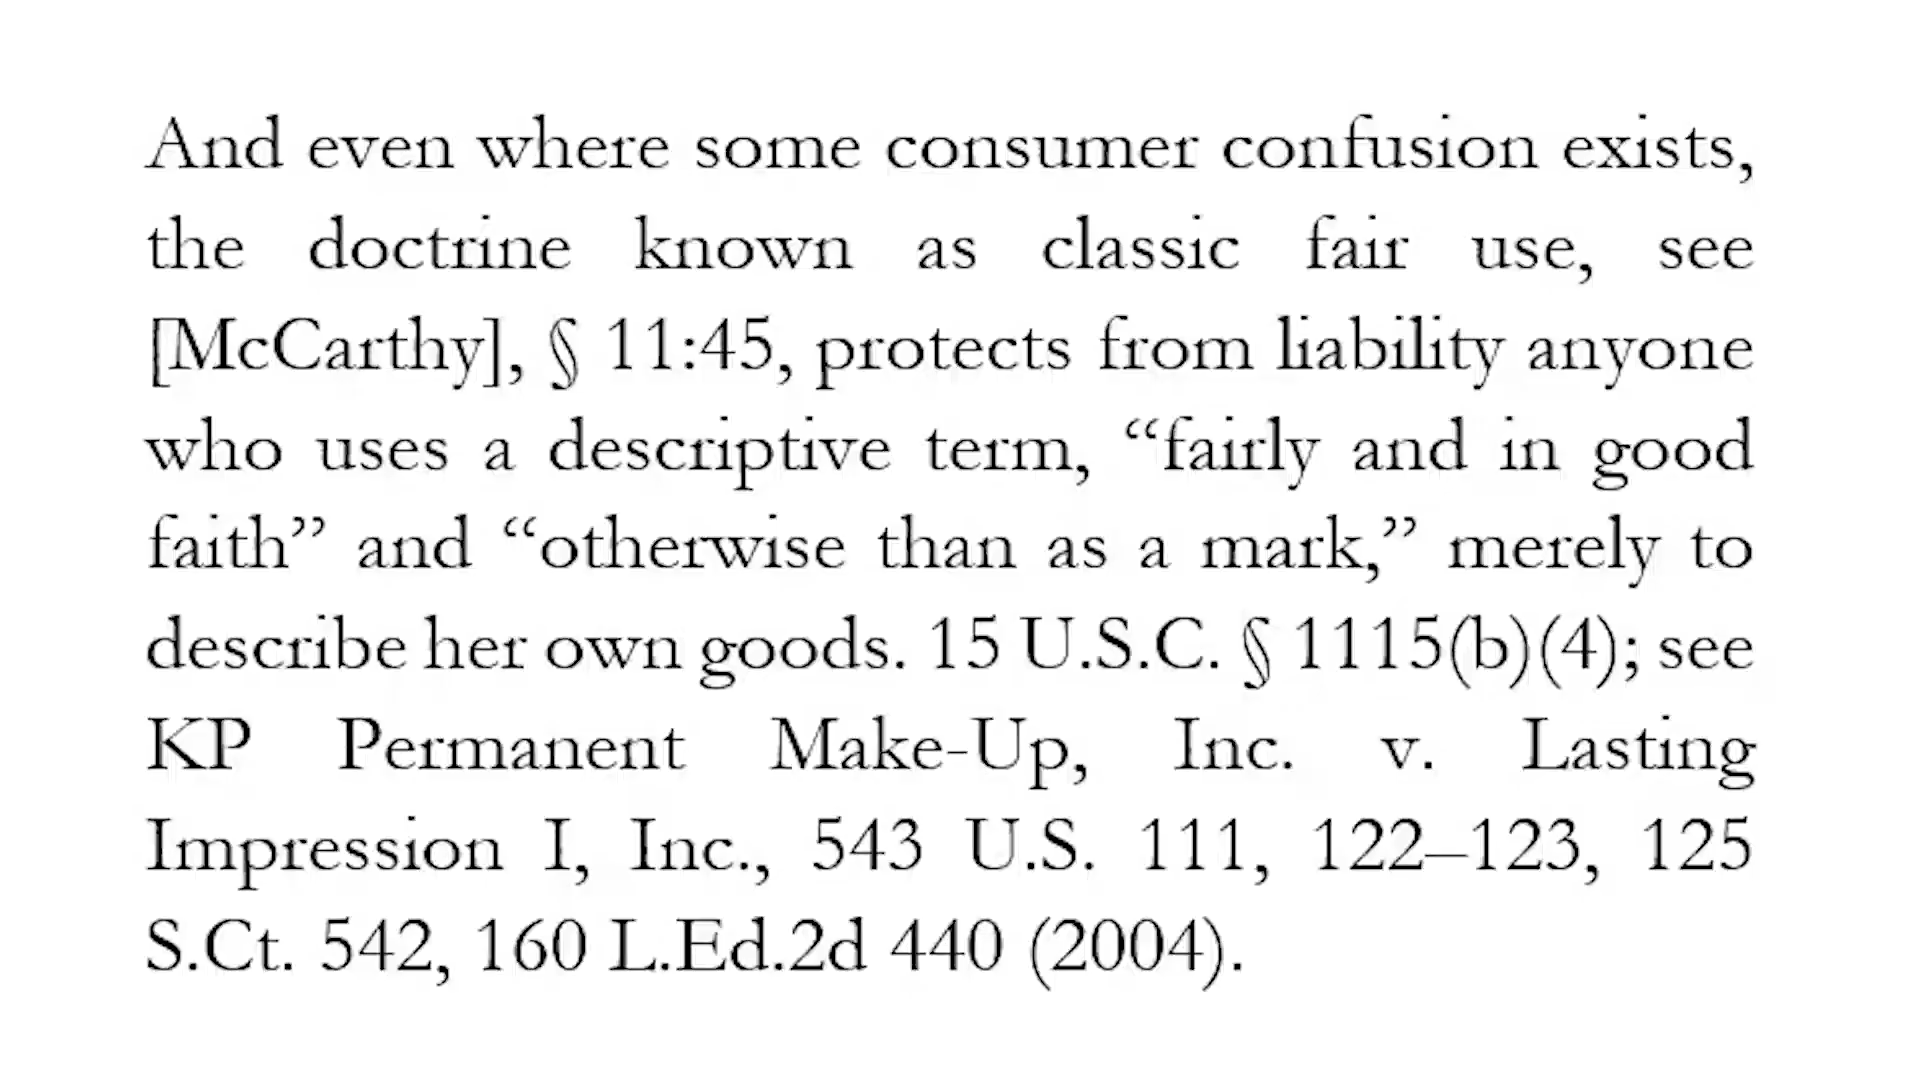 And even where some consumer confusion exists,
the doctrine known as classic fair use, see
[McCarthy], § 11:45, protects from liability anyone
who uses a descriptive term, “fairly and in good
faith” and “otherwise than as a mark,” merely to
describe her own goods. 15 U.S.C. § 1115(b)(4); see
KP Permanent Make-Up, Inc. v. Lasting
Impression I, Inc., 543 U.S. 111, 122–123, 125
S.Ct. 542, 160 L.Ed.2d 440 (2004).